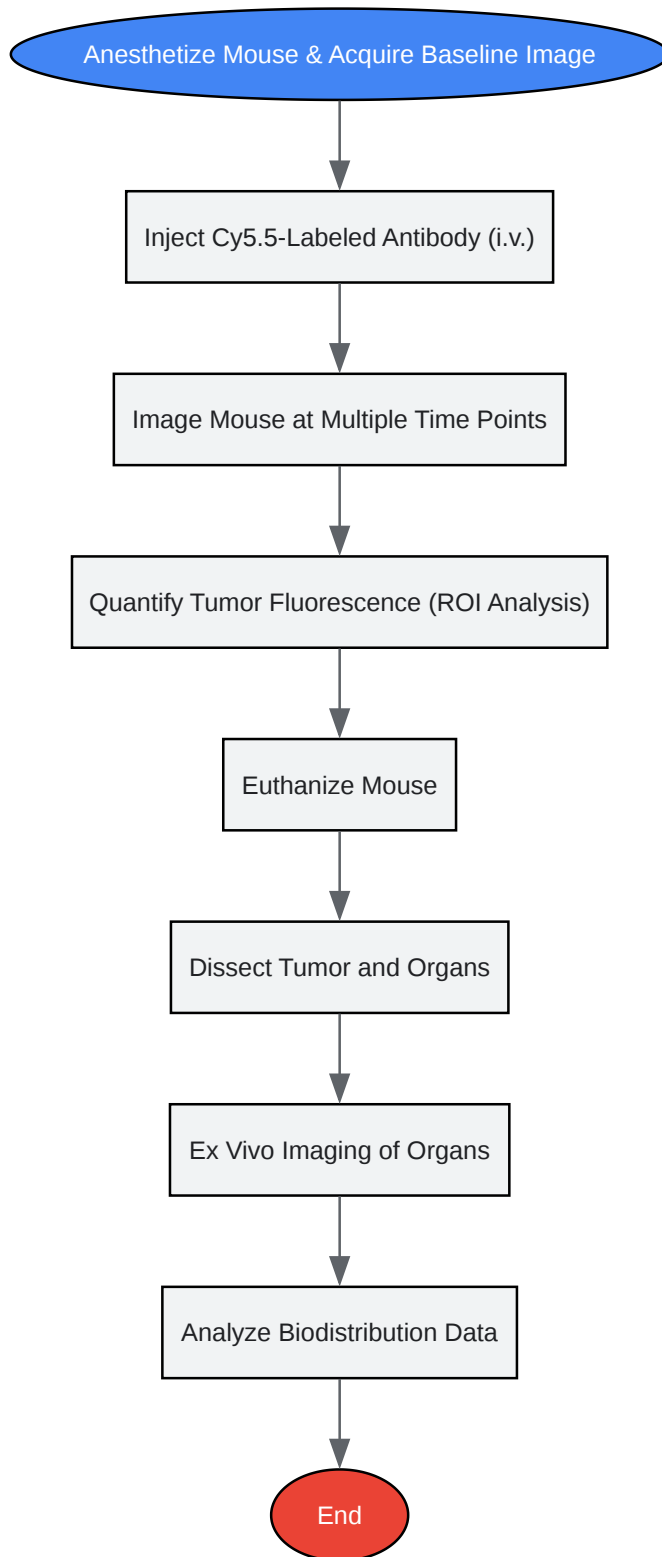 Anesthetize Mouse & Acquire Baseline Image
Inject Cy5.5-Labeled Antibody (i.v.)
Image Mouse at Multiple Time Points
Quantify Tumor Fluorescence (ROI Analysis)
Euthanize Mouse
Dissect Tumor and Organs
Ex Vivo Imaging of Organs
Analyze Biodistribution Data
End